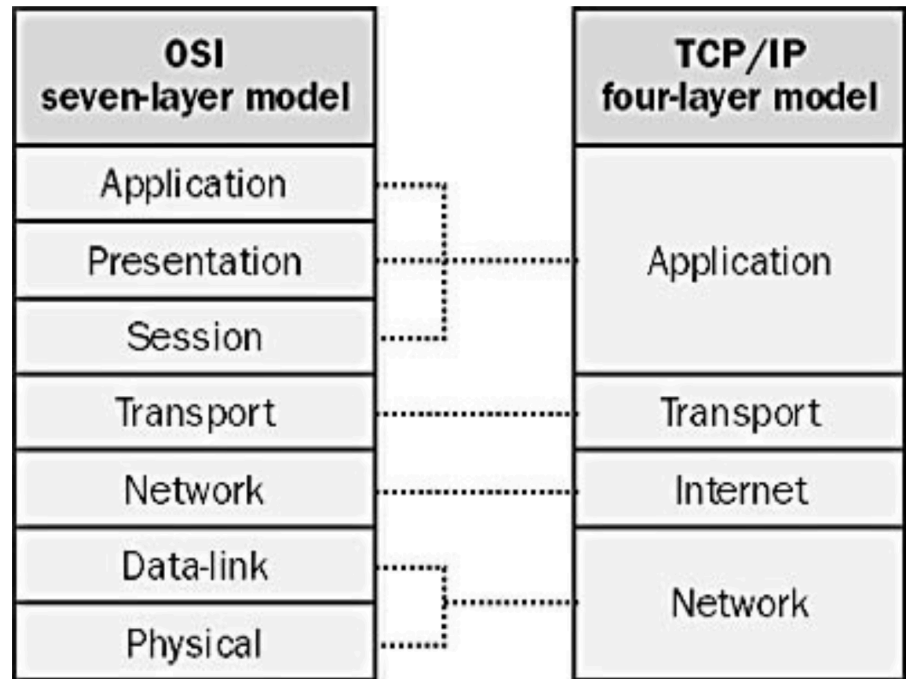 OSI
seven-layer model
Application
Presentation
Session
Transport
Network
Data-link
Physical
TCP/IP
four-layer model
Application
Transport
Internet
Network